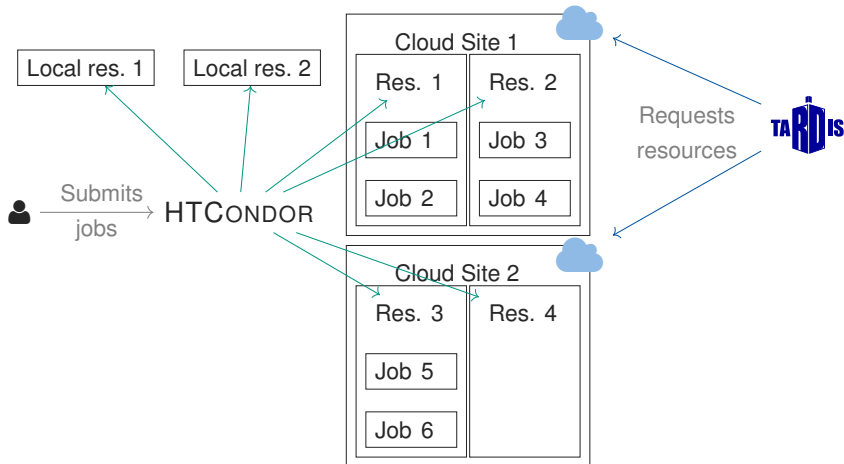 Cloud Site 1
Local res. 1
Local res. 2
Res. 1
Res. 2
Job 1
Job 3
Job 2
Job 4
Requests
resources
TARDIS
Submits
jobs
HTCONDOR
Cloud Site 2
Res. 3
Res. 4
Job 5
Job 6